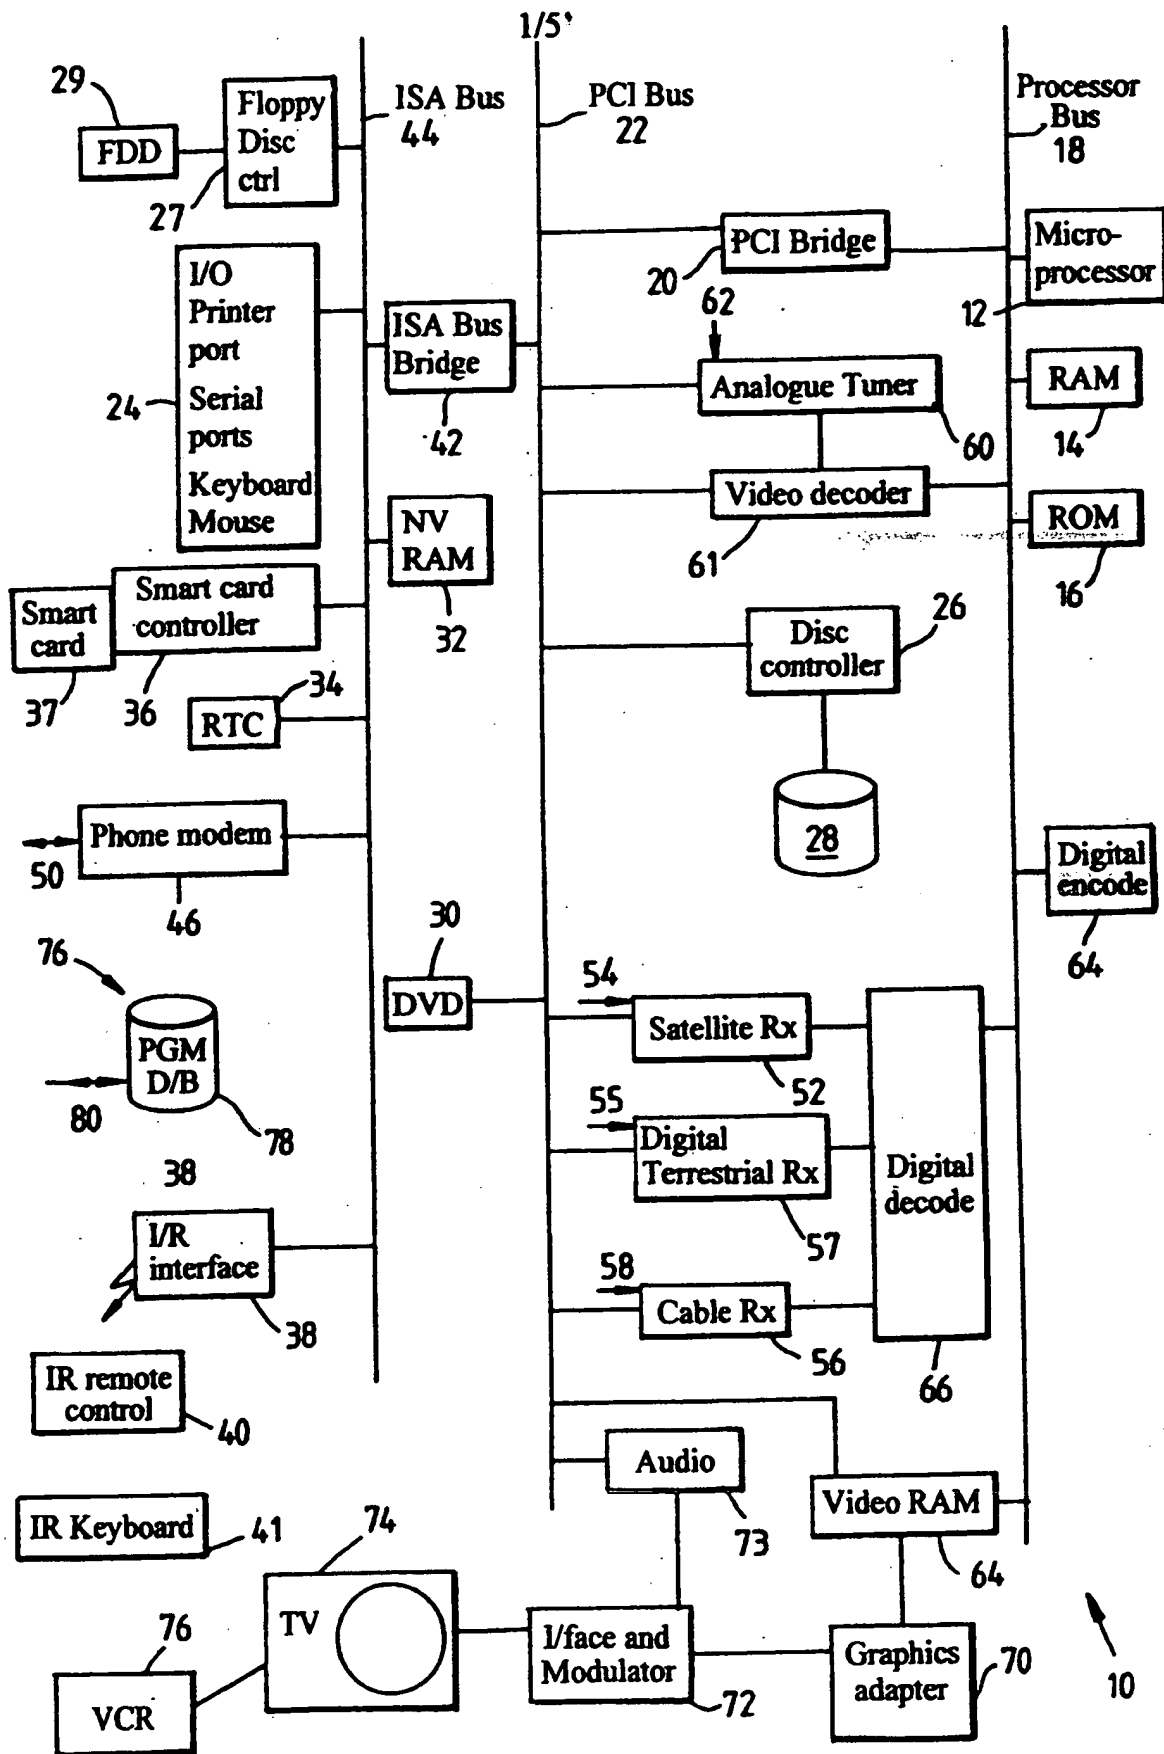 1/5'
29
FDD
Floppy
Disc
ctrl
27
ISA Bus
44
PCI Bus
22
Processor
Bus
18
PCI Bridge
20
Micro-
processor
12
I/O
Printer
port
Serial
ports
Keyboard
Mouse
24
ISA Bus
Bridge
42
62
Analogue Tuner
60
RAM
14
Video decoder
61
ROM
16
NV
RAM
32
Smart
card
37
Smart card
controller
36
Disc
controller
26
34
RTC
28
Phone modem
50
46
Digital
encode
64
76
PGM
D/B
80
78
30
DVD
54
Satellite Rx
52
55
Digital
Terrestrial Rx
57
58
Cable Rx
56
Digital
decode
66
38
I/R
interface
38
IR remote
control
40
Audio
73
Video RAM
64
IR Keyboard
41
74
TV
76
VCR
I/face and
Modulator
72
Graphics
adapter
70
10